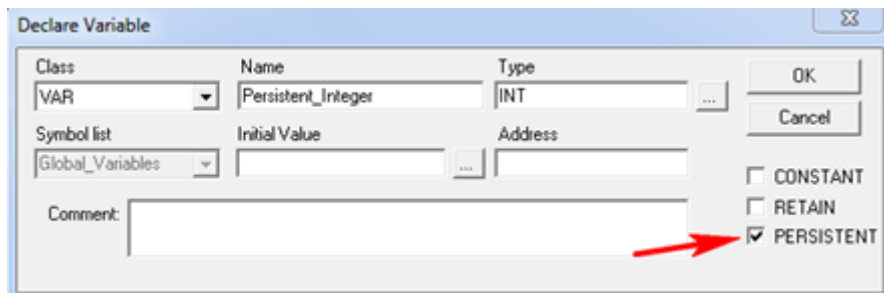 Declare Variable
Class Name Type
VAR Persistent_Integer INT ... OK
Symbol list Initial Value Address Cancel
Global_Variables ...
CONSTANT
Comment: RETAIN
PERSISTENT